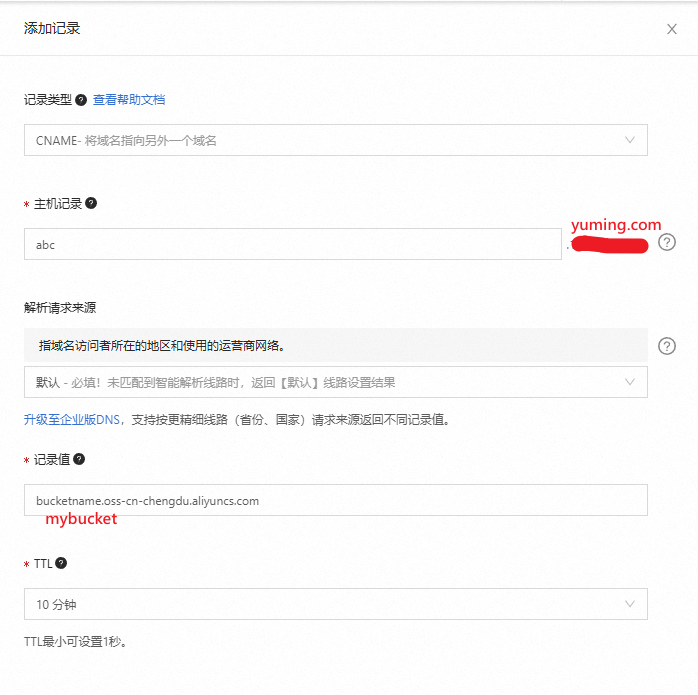 添加记录
记录类型 ? 查看帮助文档
CNAME- 将域名指向另外一个域名
* 主机记录 ?
yuming.com
abc . ?
解析请求来源
指域名访问者所在的地区和使用的运营商网络。 ?
默认 - 必填！未匹配到智能解析线路时，返回【默认】线路设置结果
升级至企业版DNS，支持按更精细线路（省份、国家）请求来源返回不同记录值。
* 记录值 ?
bucketname.oss-cn-chengdu.aliyuncs.com
mybucket
* TTL ?
10 分钟
TTL最小可设置1秒。